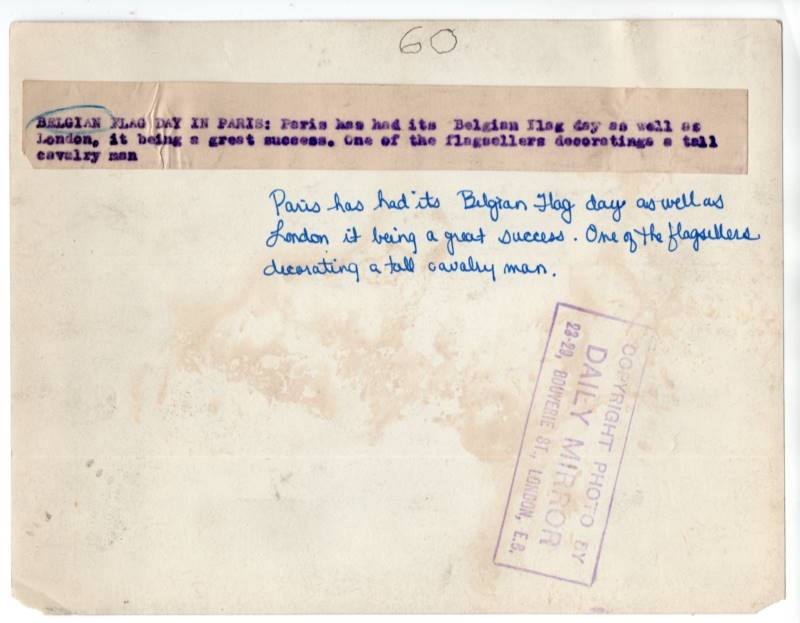 60
BELGIAN FLAG DAY IN PARIS: Paris has had its Belgian Flag day as well as
London, it being a great success. One of the flagsellers decoratings a tall
cavalry man
Paris has had its Belgian Flag day as well as
London it being a great success. One of the flagsellers
decorating a tall cavalry man.
COPYRIGHT PHOTO BY
DAILY MIRROR
23-29, BOUVERIE ST., LONDON, E.C.